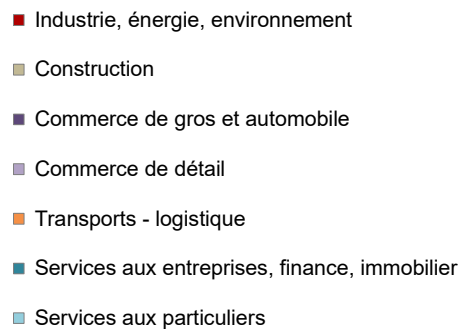 Industrie, énergie, environnement
Construction
Commerce de gros et automobile
Commerce de détail
Transports - logistique
Services aux entreprises, finance, immobilier
Services aux particuliers